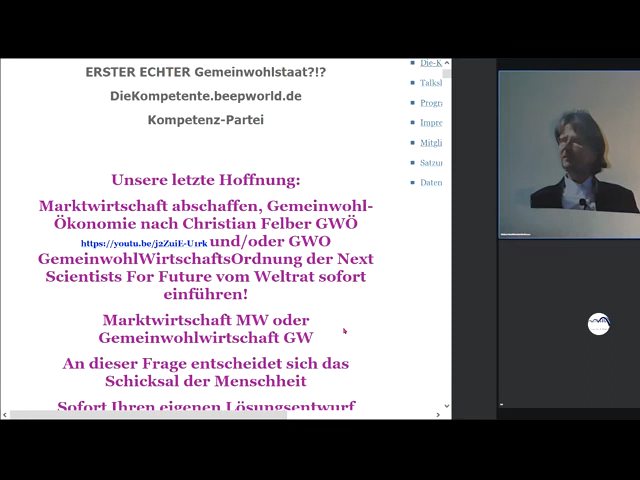 ERSTER ECHTER Gemeinwohlstaat?!?
DieKompetente.beepworld.de
Kompetenz-Partei
Unsere letzte Hoffnung:
Marktwirtschaft abschaffen, Gemeinwohl-
Ökonomie nach Christian Felber GWÖ
https://youtu.be/j2ZuiE-U1rk und/oder GWO
GemeinwohlWirtschaftsOrdnung der Next
Scientists For Future vom Weltrat sofort
einführen!
Marktwirtschaft MW oder
Gemeinwohlwirtschaft GW
An dieser Frage entscheidet sich das
Schicksal der Menschheit
Sofort Ihren eigenen Lösungsentwurf
Die-K
Talksh
Progra
Impre
Mitgli
Satzu
Daten